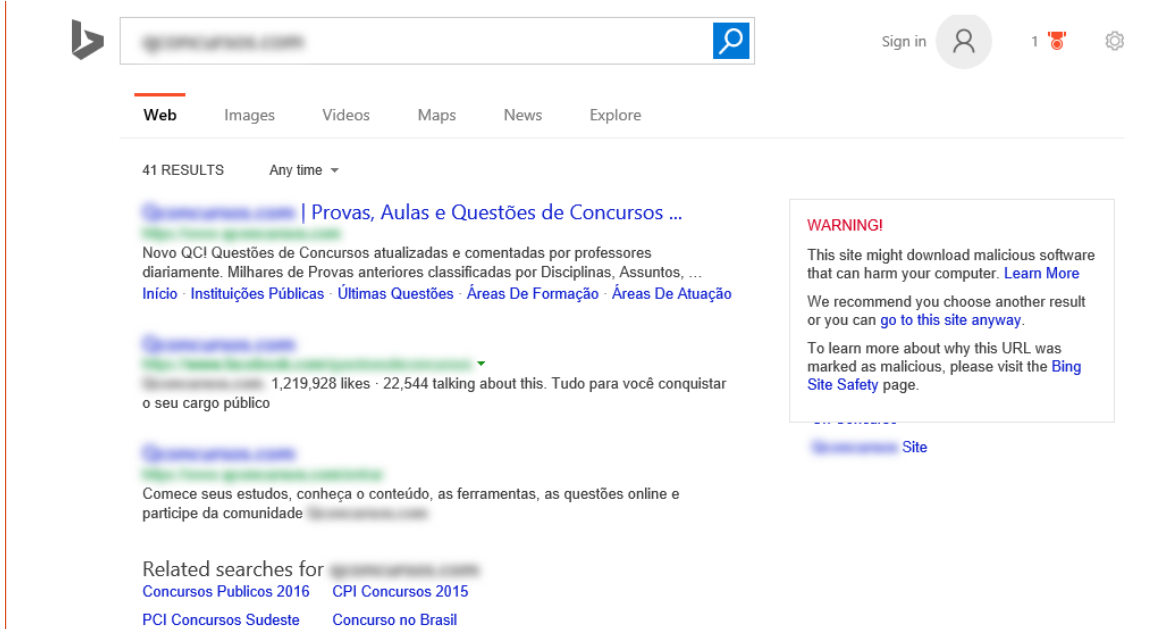 Sign in
1
Web Images Videos Maps News Explore
41 RESULTS Any time
| Provas, Aulas e Questões de Concursos ...
Novo QC! Questões de Concursos atualizadas e comentadas por professores
diariamente. Milhares de Provas anteriores classificadas por Disciplinas, Assuntos, ...
Início · Instituições Públicas · Últimas Questões · Áreas De Formação · Áreas De Atuação
1,219,928 likes · 22,544 talking about this. Tudo para você conquistar
o seu cargo público
Comece seus estudos, conheça o conteúdo, as ferramentas, as questões online e
participe da comunidade
Related searches for
Concursos Publicos 2016 CPI Concursos 2015
PCI Concursos Sudeste Concurso no Brasil
WARNING!
This site might download malicious software
that can harm your computer. Learn More
We recommend you choose another result
or you can go to this site anyway.
To learn more about why this URL was
marked as malicious, please visit the Bing
Site Safety page.
Site